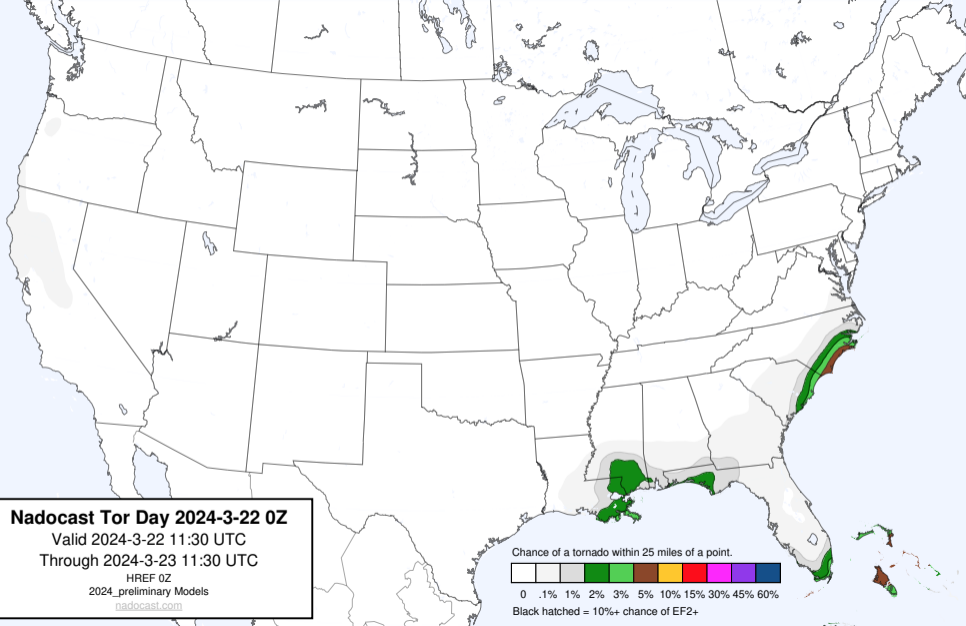 Nadocast Tor Day 2024-3-22 0Z
Valid 2024-3-22 11:30 UTC
Through 2024-3-23 11:30 UTC
HREF 0Z
2024_preliminary Models
nadocast.com
Chance of a tornado within 25 miles of a point.
0 .1% 1% 2% 3% 5% 10% 15% 30% 45% 60%
Black hatched = 10%+ chance of EF2+